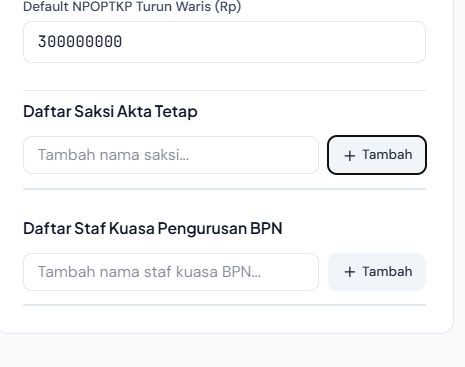 Default NPOPTKP Turun Waris (Rp)
300000000
Daftar Saksi Akta Tetap
Tambah nama saksi...
+ Tambah
Daftar Staf Kuasa Pengurusan BPN
Tambah nama staf kuasa BPN...
+ Tambah